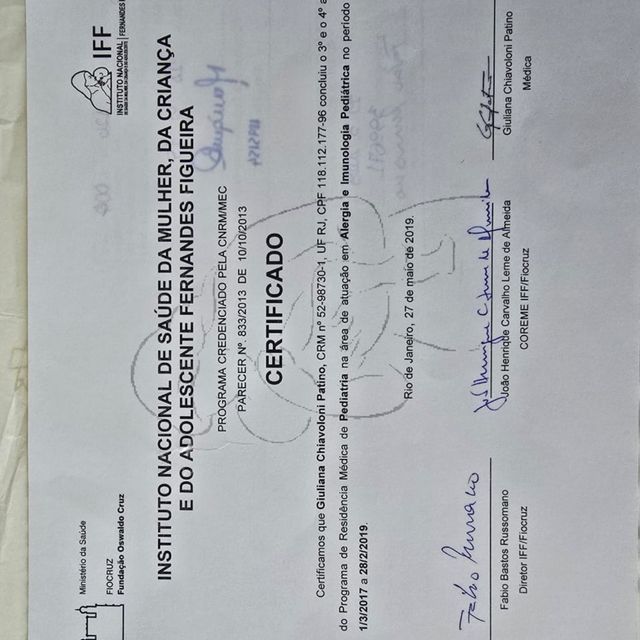 Ministério da Saúde
FIOCRUZ
Fundação Oswaldo Cruz
IFF
INSTITUTO NACIONAL FERNANDES
INSTITUTO NACIONAL DE SAÚDE DA MULHER, DA CRIANÇA
E DO ADOLESCENTE FERNANDES FIGUEIRA
PROGRAMA CREDENCIADO PELA CNRM/MEC
PARECER Nº. 833/2013 DE 10/10/2013
CERTIFICADO
Certificamos que Giuliana Chiavoloni Patino, CRM nº 52-98730-1, UF RJ, CPF 118.112.177-96 concluiu o 3º e o 4º a
do Programa de Residência Médica de Pediatria na área de atuação em Alergia e Imunologia Pediátrica no período
1/3/2017 a 28/2/2019.
Rio de Janeiro, 27 de maio de 2019.
Fabio Bastos Russomano
Diretor IFF/Fiocruz
João Henrique Carvalho Leme de Almeida
COREME IFF/Fiocruz
Giuliana Chiavoloni Patino
Médica